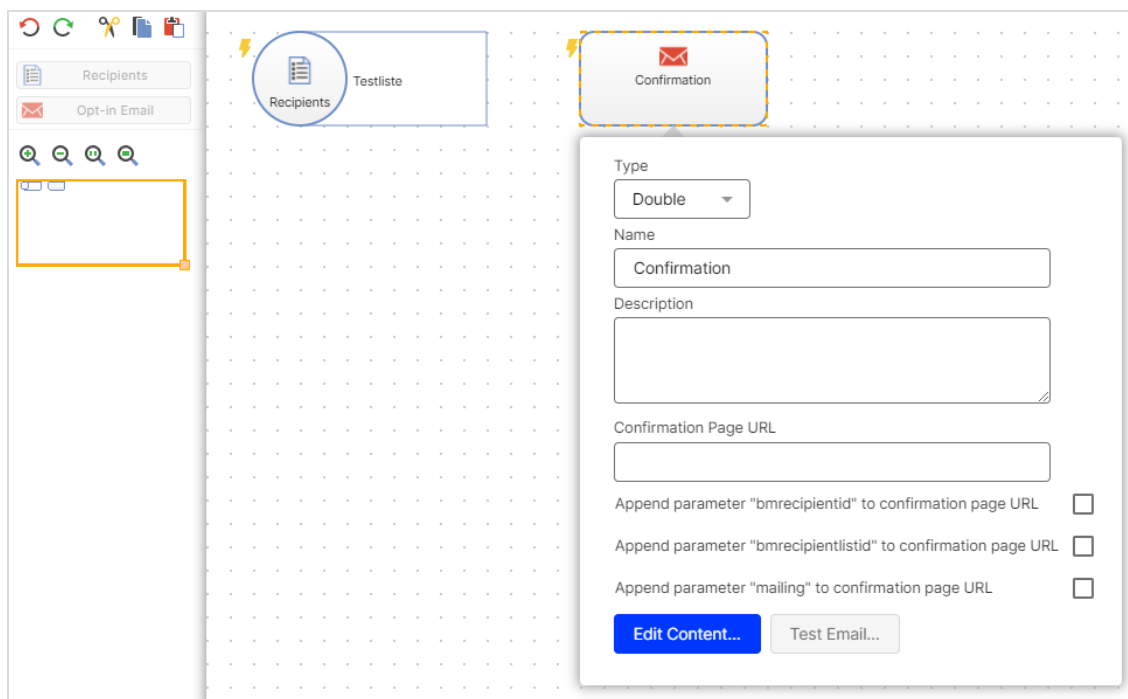 Recipients
Opt-in Email
Recipients
Testliste
Confirmation
Type
Double
Name
Confirmation
Description
Confirmation Page URL
Append parameter "bmrecipientid" to confirmation page URL
Append parameter "bmrecipientlistid" to confirmation page URL
Append parameter "mailing" to confirmation page URL
Edit Content...
Test Email...